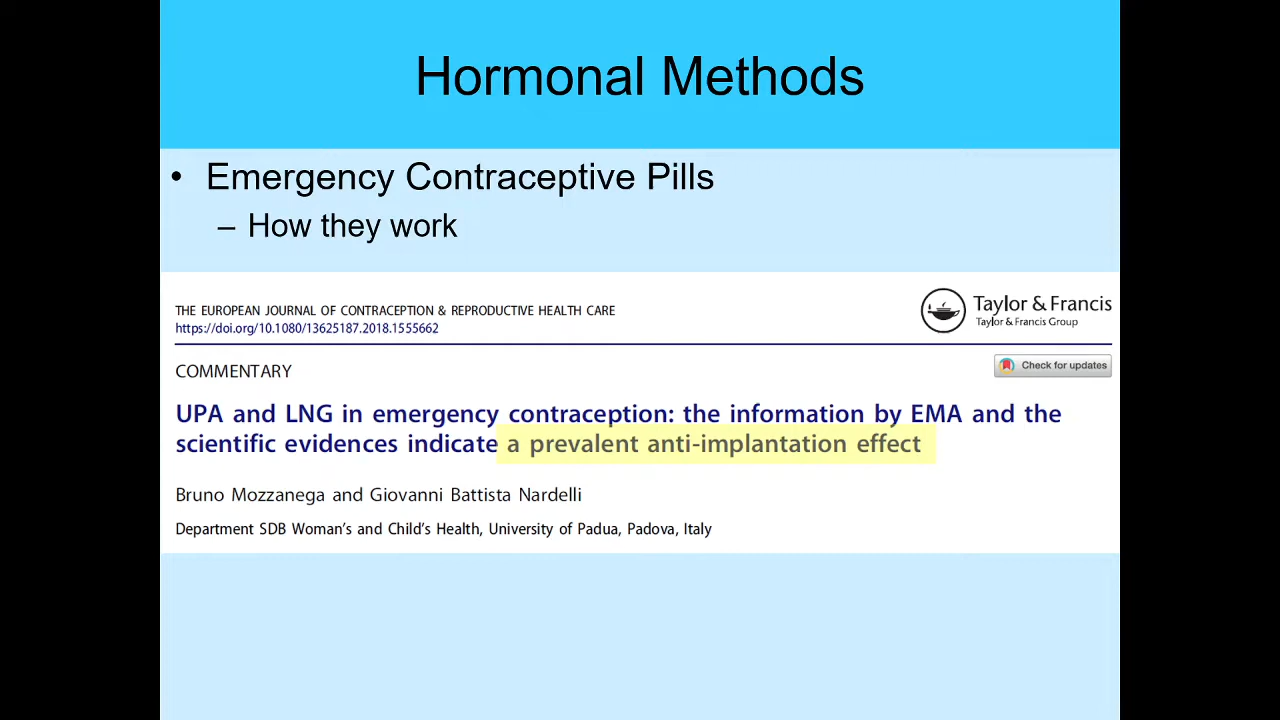 Hormonal Methods
• Emergency Contraceptive Pills
– How they work
THE EUROPEAN JOURNAL OF CONTRACEPTION & REPRODUCTIVE HEALTH CARE
https://doi.org/10.1080/13625187.2018.1555662
Taylor & Francis
Taylor & Francis Group
COMMENTARY
Check for updates
UPA and LNG in emergency contraception: the information by EMA and the
scientific evidences indicate a prevalent anti-implantation effect
Bruno Mozzanega and Giovanni Battista Nardelli
Department SDB Woman's and Child's Health, University of Padua, Padova, Italy